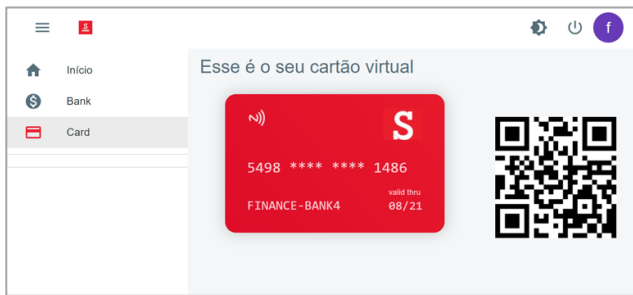 S
f
Início
Bank
Card
Esse é o seu cartão virtual
S
5498 **** **** 1486
valid thru
FINANCE-BANK4 08/21